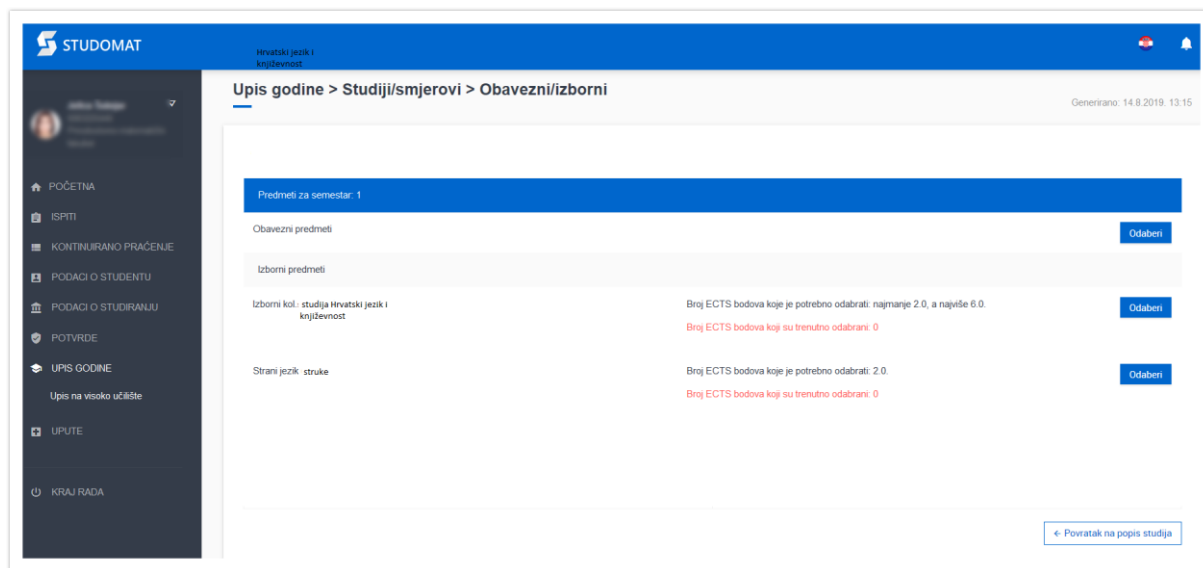 STUDOMAT
Hrvatski jezik i
književnost
Upis godine > Studiji/smjerovi > Obavezni/izborni
Generirano: 14.8.2019. 13:15
POČETNA
ISPITI
KONTINUIRANO PRAĆENJE
PODACI O STUDENTU
PODACI O STUDIRANJU
POTVRDE
UPIS GODINE
Upis na visoko učilište
UPUTE
KRAJ RADA
Predmeti za semestar: 1
Obavezni predmeti
Odaberi
Izborni predmeti
Izborni kol.: studija Hrvatski jezik i
književnost
Broj ECTS bodova koje je potrebno odabrati: najmanje 2.0, a najviše 6.0.
Broj ECTS bodova koji su trenutno odabrani: 0
Odaberi
Strani jezik struke
Broj ECTS bodova koje je potrebno odabrati: 2.0.
Broj ECTS bodova koji su trenutno odabrani: 0
Odaberi
← Povratak na popis studija